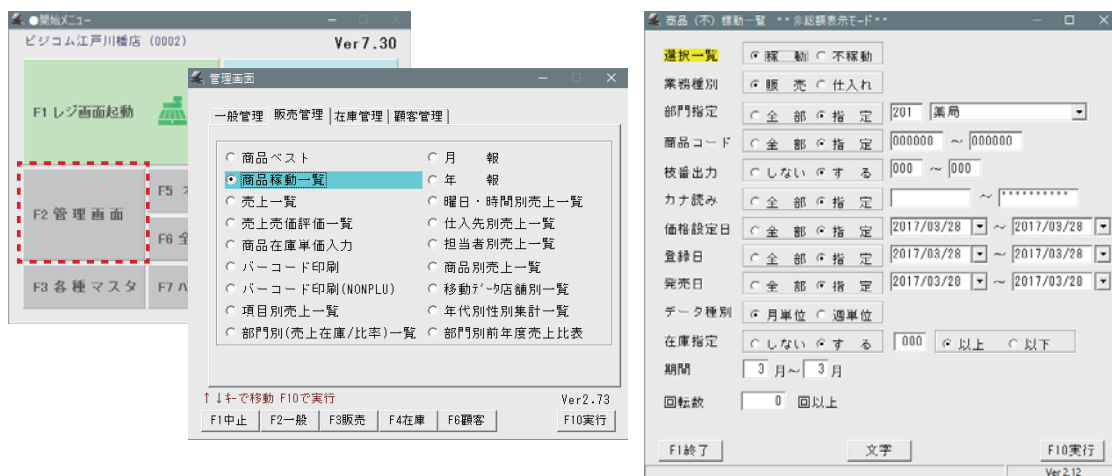 ●開始メニュー
ビジコム江戸川橋店 (0002)
Ver7.30
F1 レジ画面起動
F2 管 理 画 面
F5
F6 全
F3 各 種 マ ス タ
F7 ハ
管理画面
一般管理 販売管理 在庫管理 顧客管理
商品ベスト 月 報
商品稼動一覧 年 報
売上一覧 曜日・時間別売上一覧
売上売価評価一覧 仕入先別売上一覧
商品在庫単価入力 担当者別売上一覧
バーコード印刷 商品別売上一覧
バーコード印刷(NONPLU) 移動データ店舗別一覧
項目別売上一覧 年代別性別集計一覧
部門別(売上在庫/比率)一覧 部門別前年度売上比表
↑↓キーで移動 F10で実行 Ver2.73
F1中止 F2一般 F3販売 F4在庫 F6顧客 F10実行
商品 (不) 稼動一覧 **非総額表示モード**
選択一覧 稼 動 不稼動
業務種別 販 売 仕入れ
部門指定 全 部 指 定 201 薬局
商品コード 全 部 指 定 000000 ~ 000000
枝番出力 しない す る 000 ~ 000
カナ読み 全 部 指 定 ~ **********
価格設定日 全 部 指 定 2017/03/28 ~ 2017/03/28
登録日 全 部 指 定 2017/03/28 ~ 2017/03/28
発売日 全 部 指 定 2017/03/28 ~ 2017/03/28
データ種別 月単位 週単位
在庫指定 しない す る 000 以上 以下
期間 3 月~ 3 月
回転数 0 回以上
F1終了 文字 F10実行
Ver2.12